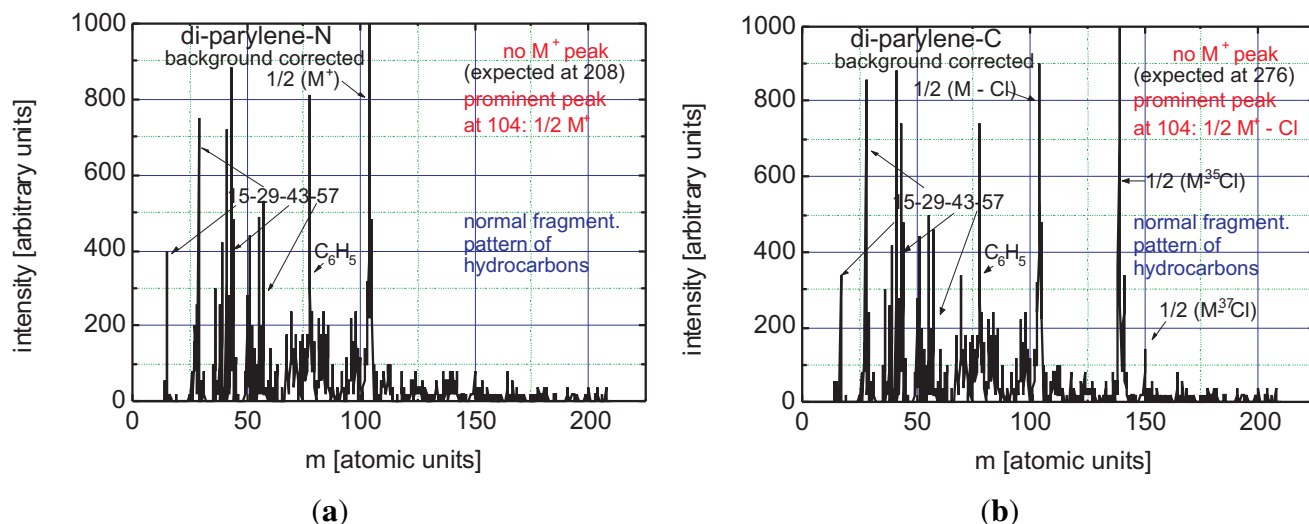 1000
800
600
400
200
0
intensity [arbitrary units]
di-parylene-N
background corrected
1/2 (M⁺)
no M⁺ peak
(expected at 208)
prominent peak
at 104: 1/2 M⁺
15-29-43-57
C₆H₅
normal fragment.
pattern of
hydrocarbons
0 50 100 150 200
m [atomic units]
(a)
1000
800
600
400
200
0
intensity [arbitrary units]
di-parylene-C
background corrected
1/2 (M - Cl)
no M⁺ peak
(expected at 276)
prominent peak
at 104: 1/2 M⁺ - Cl
1/2 (M-³⁵Cl)
15-29-43-57
C₆H₅
normal fragment.
pattern of
hydrocarbons
1/2 (M-³⁷Cl)
0 50 100 150 200
m [atomic units]
(b)